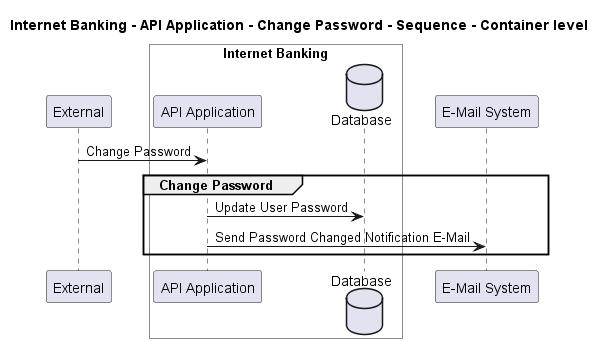 Internet Banking - API Application - Change Password - Sequence - Container level
Internet Banking
External
API Application
Database
E-Mail System
Change Password
Change Password
Update User Password
Send Password Changed Notification E-Mail
External
API Application
Database
E-Mail System